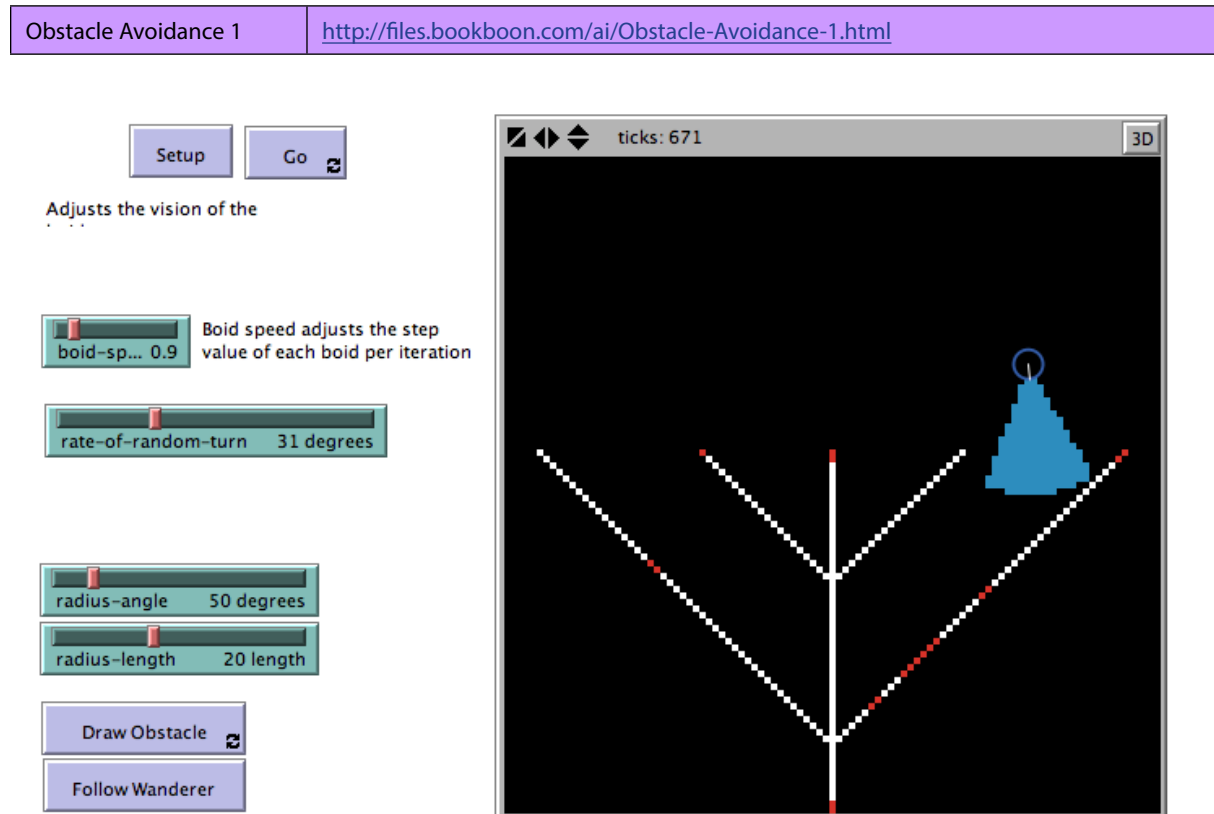 Obstacle Avoidance 1
http://files.bookboon.com/ai/Obstacle-Avoidance-1.html
Setup
Go
ticks: 671
3D
Adjusts the vision of the
boid-sp... 0.9
Boid speed adjusts the step
value of each boid per iteration
rate-of-random-turn 31 degrees
radius-angle 50 degrees
radius-length 20 length
Draw Obstacle
Follow Wanderer